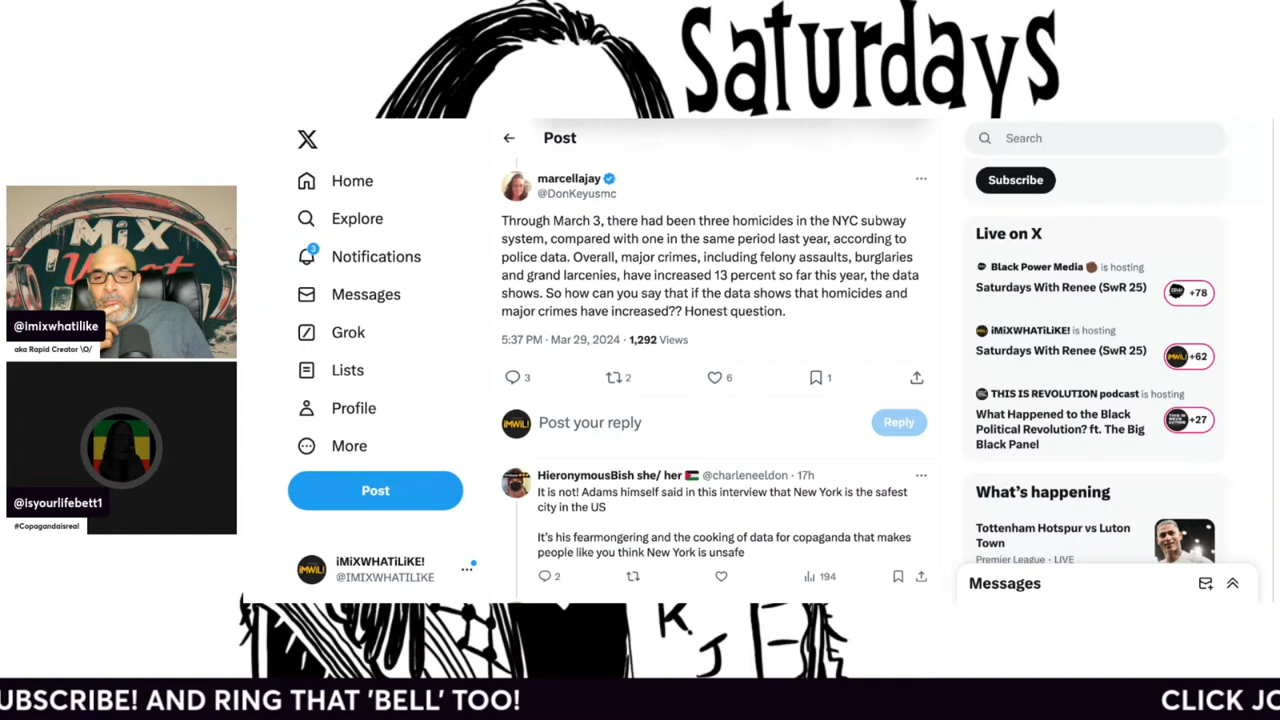 Saturdays
Post
Search
marcellajay
@DonKeyusmc
Subscribe
Home
Through March 3, there had been three homicides in the NYC subway
system, compared with one in the same period last year, according to
police data. Overall, major crimes, including felony assaults, burglaries
and grand larcenies, have increased 13 percent so far this year, the data
shows. So how can you say that if the data shows that homicides and
major crimes have increased?? Honest question.
5:37 PM · Mar 29, 2024 · 1,292 Views
3
2
6
1
Explore
3
Notifications
Messages
Grok
Lists
Profile
More
Post
iMiXWHATiLiKE!
@IMIXWHATILIKE
iMWiL!
Post your reply
Reply
HieronymousBish she/ her 🇵🇸 @charleneeldon · 17h
It is not! Adams himself said in this interview that New York is the safest
city in the US
It's his fearmongering and the cooking of data for copaganda that makes
people like you think New York is unsafe
2
194
Live on X
Black Power Media is hosting
Saturdays With Renee (SwR 25)
+78
iMiXWHATiLiKE! is hosting
Saturdays With Renee (SwR 25)
+62
THIS IS REVOLUTION podcast is hosting
What Happened to the Black
Political Revolution? ft. The Big
Black Panel
+27
What's happening
Tottenham Hotspur vs Luton
Town
Premier League · LIVE
Messages
MiX
What
@imixwhatilike
aka Rapid Creator \O/
@isyourlifebett1
#Copagandaisreal
K.
J
E
UBSCRIBE! AND RING THAT 'BELL' TOO!
CLICK JO